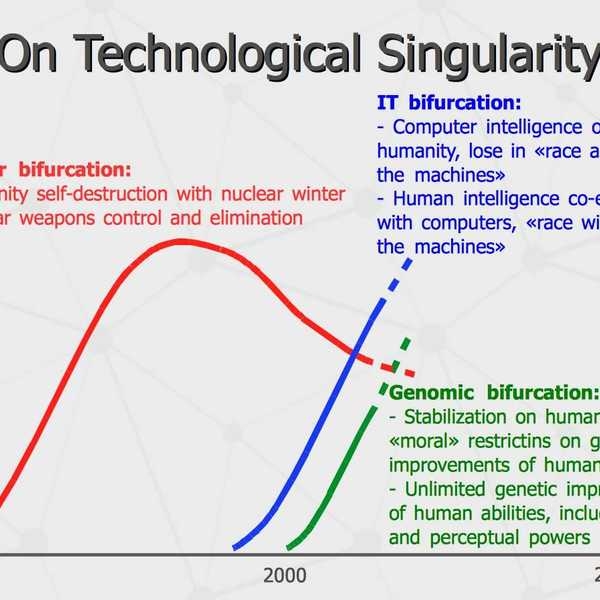 On Technological Singularity
IT bifurcation:
- Computer intelligence o
humanity, lose in «race a
the machines»
- Human intelligence co-e
with computers, «race wi
the machines»
r bifurcation:
nity self-destruction with nuclear winter
ar weapons control and elimination
Genomic bifurcation:
- Stabilization on human
«moral» restrictins on g
improvements of human
- Unlimited genetic impr
of human abilities, inclu
and perceptual powers
2000
2